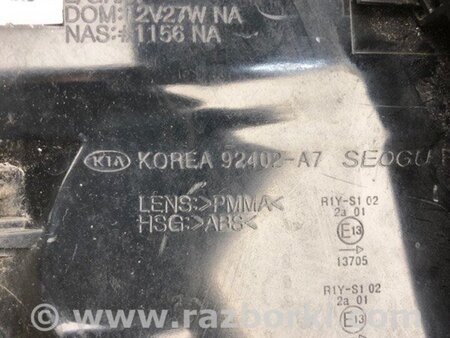 DOM: 12V27W NA
NAS: #1156 NA
KIA KOREA 92402-A7 SEOGU
LENS:>PMMA<
HSG:>ABS<
R1Y-S1 02
2a 01
E13
13705
R1Y-S1 02
2a 01
E13
www.razborka.com